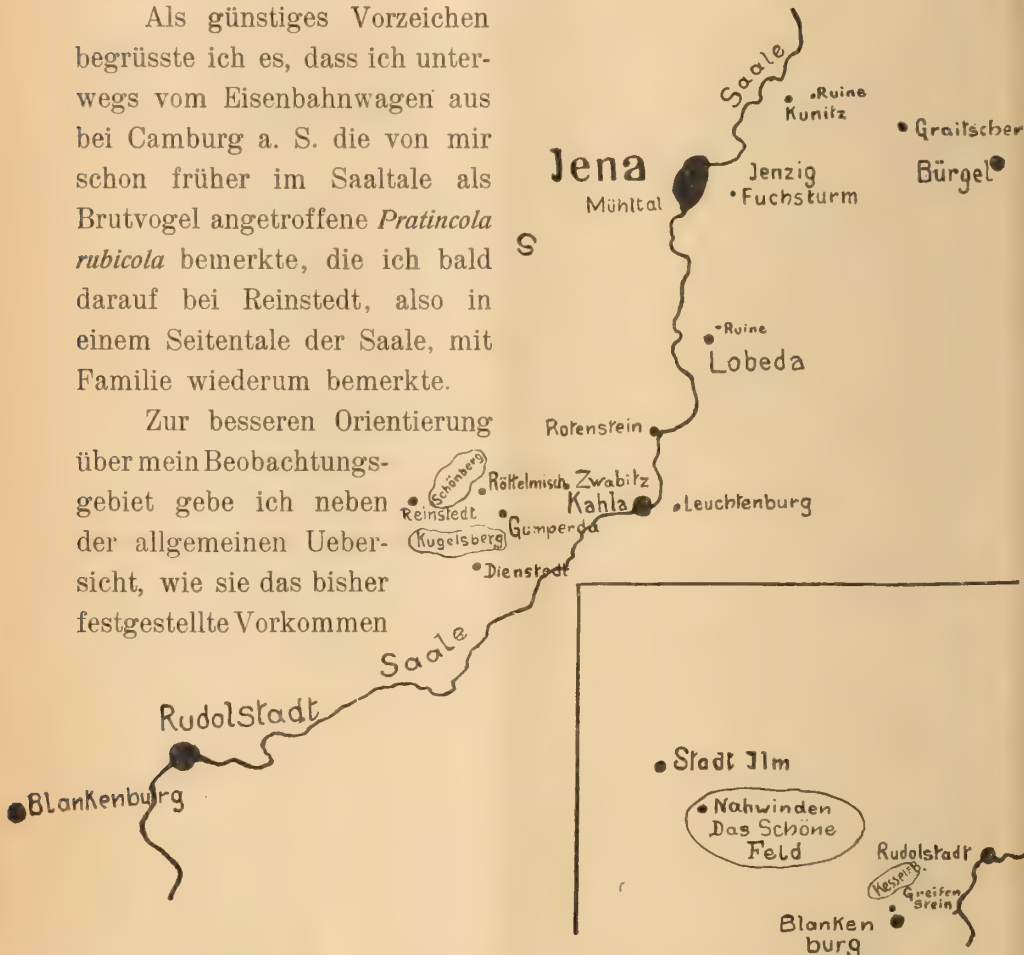 Als günstiges Vorzeichen
begrüsste ich es, dass ich unter-
wegs vom Eisenbahnwagen aus
bei Camburg a. S. die von mir
schon früher im Saaltale als
Brutvogel angetroffene Pratincola
rubicola bemerkte, die ich bald
darauf bei Reinstedt, also in
einem Seitentale der Saale, mit
Familie wiederum bemerkte.
Zur besseren Orientierung
über mein Beobachtungs-
gebiet gebe ich neben
der allgemeinen Ueber-
sicht, wie sie das bisher
festgestellte Vorkommen
Saale
Ruine
Kunitz
Graitschen
Bürgel
Jena
Mühltal
Jenzig
Fuchsturm
S
Ruine
Lobeda
Rotenstein
Schönberg
Röttelmisch
Zwabitz
Reinstedt
Kahla
Leuchtenburg
Gumperda
Kugelsberg
Dienstedt
Saale
Rudolstadt
Blankenburg
Stadt Ilm
Nahwinden
Das Schöne
Feld
Rudolstadt
Greifen
stein
Blanken
burg